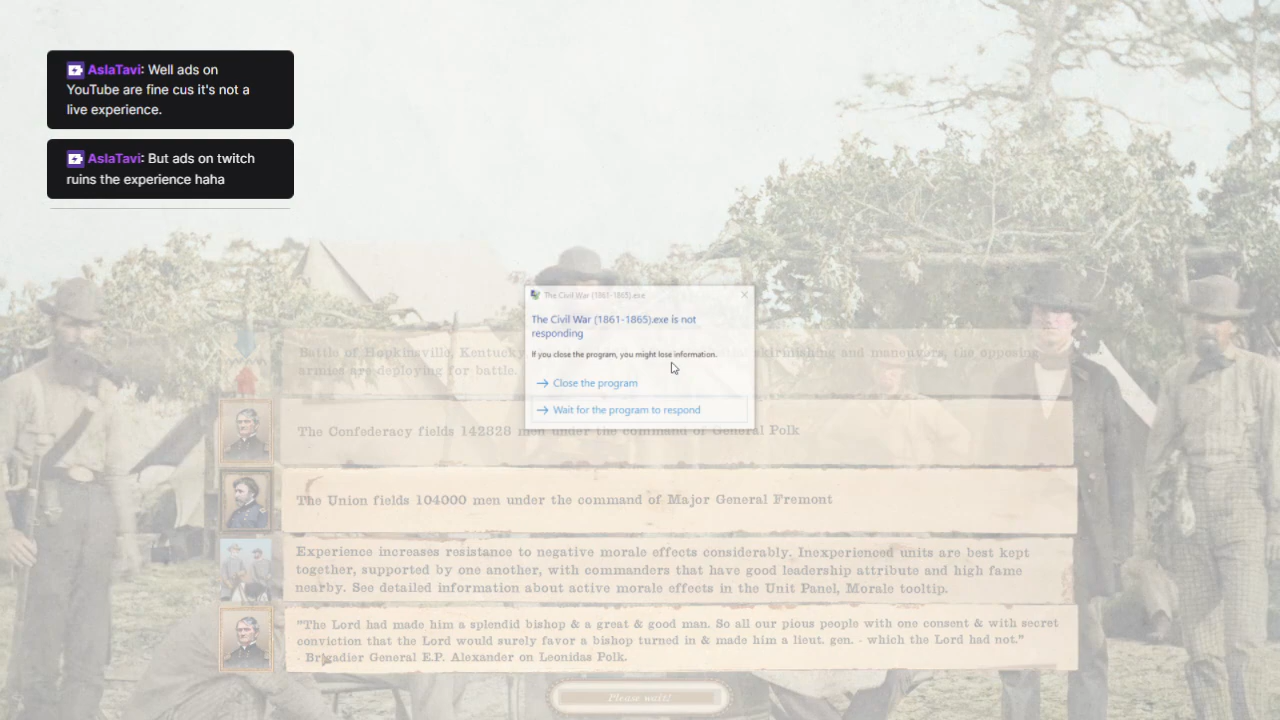 AslaTavi: Well ads on
YouTube are fine cus it's not a
live experience.
AslaTavi: But ads on twitch
ruins the experience haha
The Civil War (1861-1865).exe
The Civil War (1861-1865).exe is not
responding
If you close the program, you might lose information.
Close the program
Wait for the program to respond
Battle of Hopkinsville, Kentucky. skirmishing and maneuvers, the opposing
armies are deploying for battle.
The Confederacy fields 142828 men under the command of General Polk
The Union fields 104000 men under the command of Major General Fremont
Experience increases resistance to negative morale effects considerably. Inexperienced units are best kept
together, supported by one another, with commanders that have good leadership attribute and high fame
nearby. See detailed information about active morale effects in the Unit Panel, Morale tooltip.
"The Lord had made him a splendid bishop & a great & good man. So all our pious people with one consent & with secret
conviction that the Lord would surely favor a bishop turned in & made him a lieut. gen. - which the Lord had not."
- Brigadier General E.P. Alexander on Leonidas Polk.
Please wait!